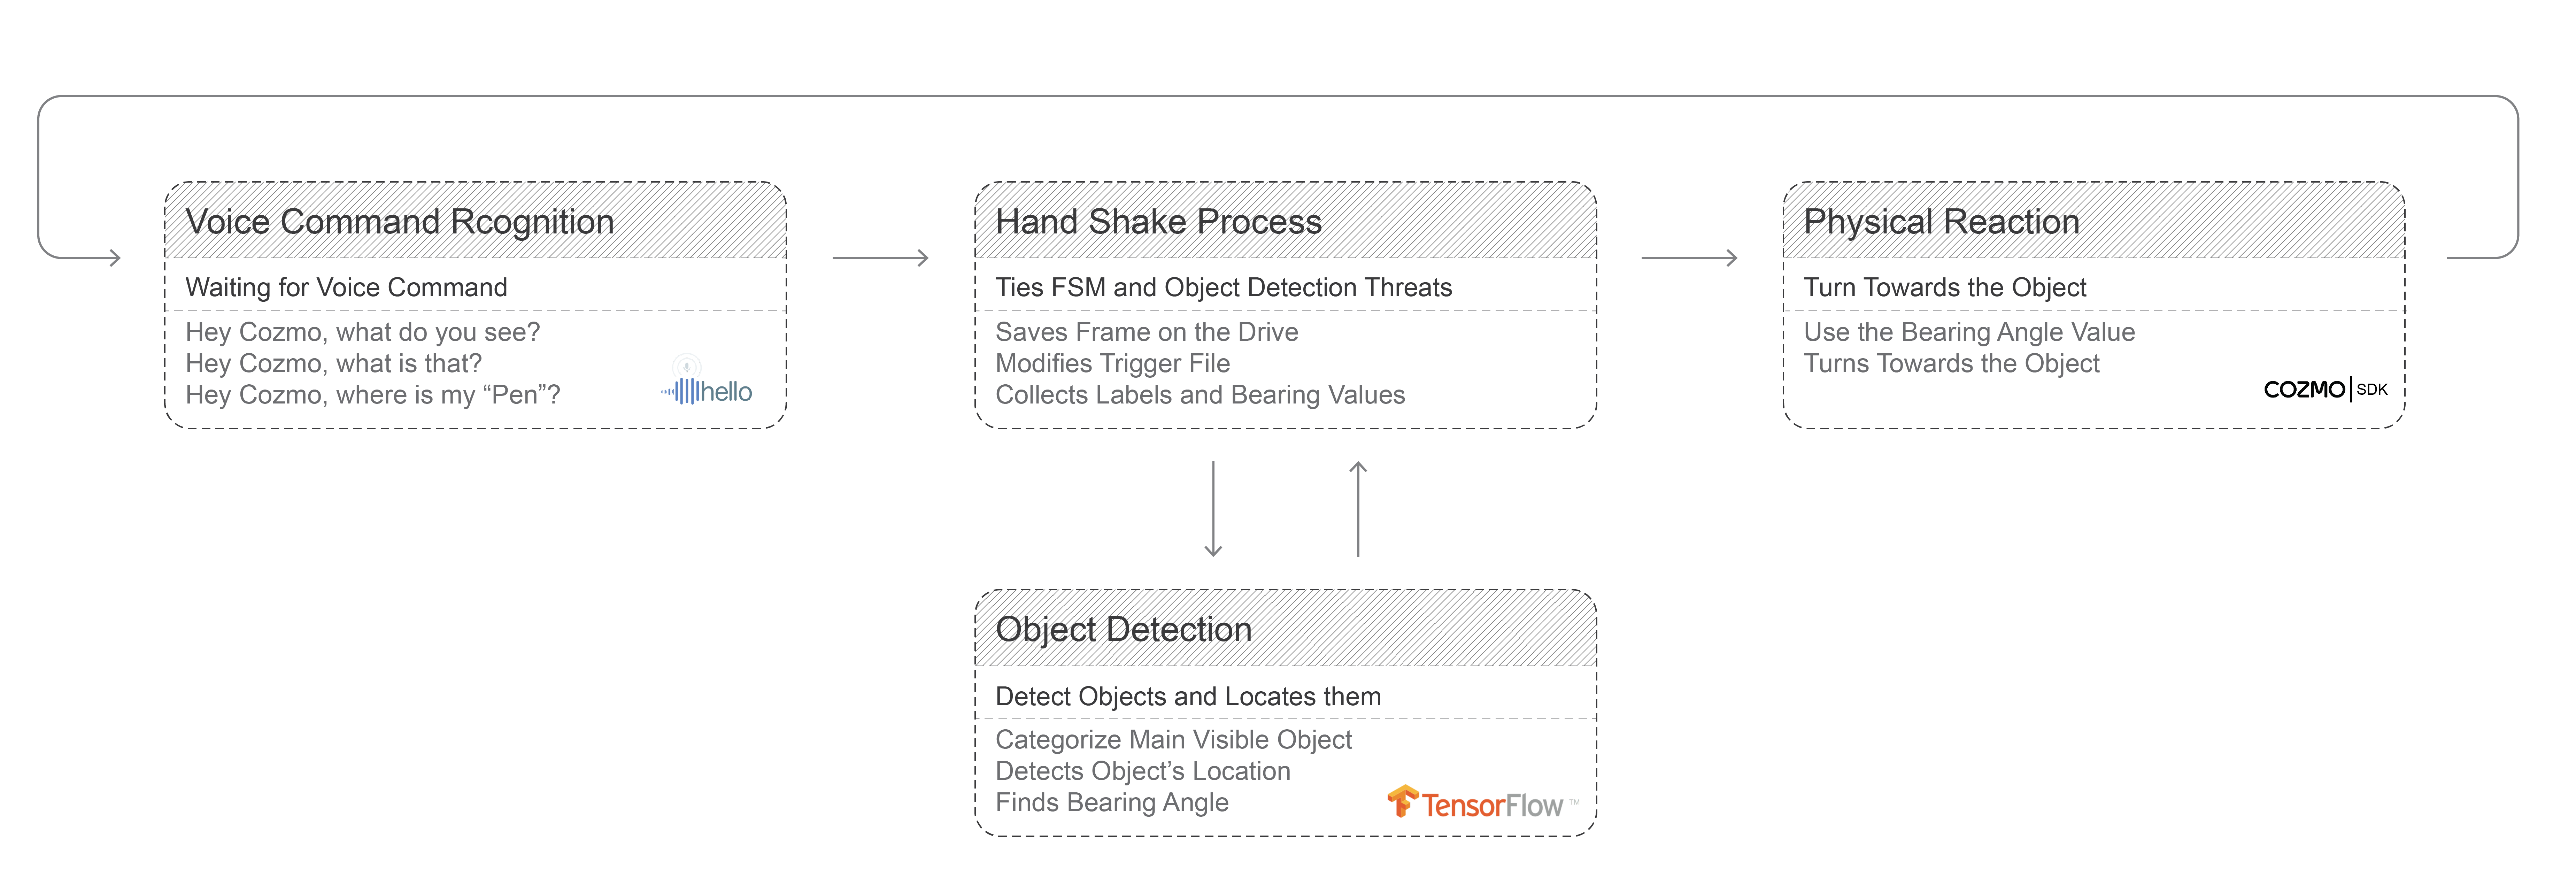 Voice Command Rcognition
Waiting for Voice Command
Hey Cozmo, what do you see?
Hey Cozmo, what is that?
Hey Cozmo, where is my “Pen”?
hello
Hand Shake Process
Ties FSM and Object Detection Threats
Saves Frame on the Drive
Modifies Trigger File
Collects Labels and Bearing Values
Physical Reaction
Turn Towards the Object
Use the Bearing Angle Value
Turns Towards the Object
COZMO|SDK
Object Detection
Detect Objects and Locates them
Categorize Main Visible Object
Detects Object’s Location
Finds Bearing Angle
TensorFlow ™